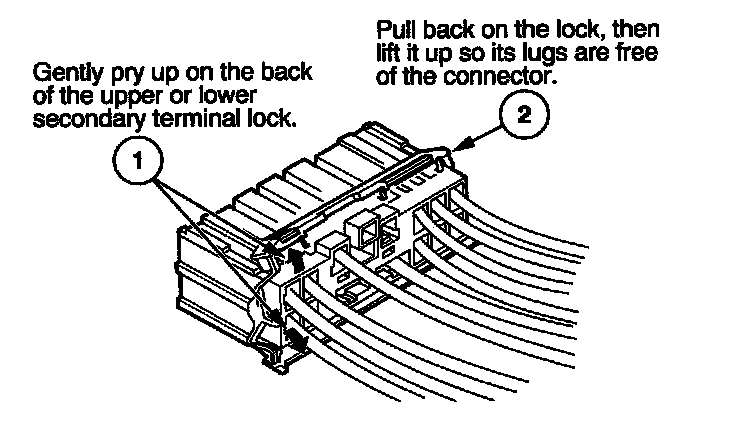 Pull back on the lock, then
lift it up so its lugs are free
of the connector.
Gently pry up on the back
of the upper or lower
secondary terminal lock.
2
1